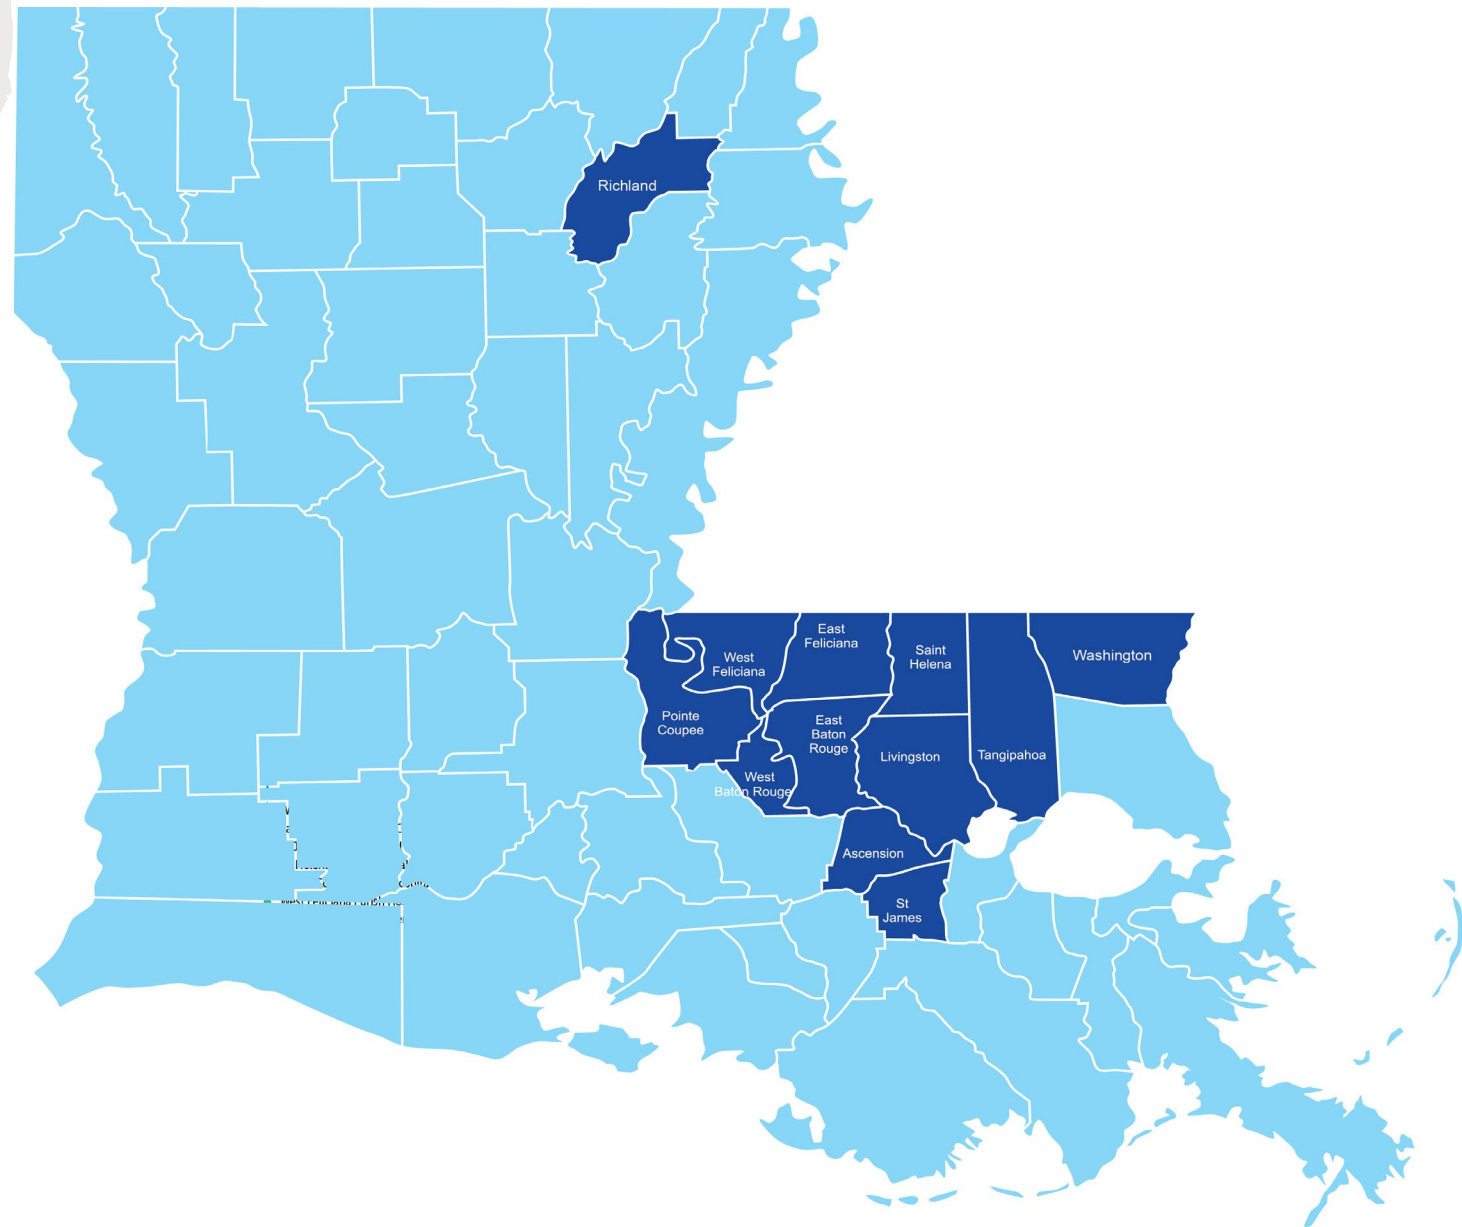 Richland
East
Feliciana
Saint
Helena
Washington
West
Feliciana
Pointe
Coupee
East
Baton
Rouge
Livingston
Tangipahoa
West
Baton Rouge
Ascension
St
James